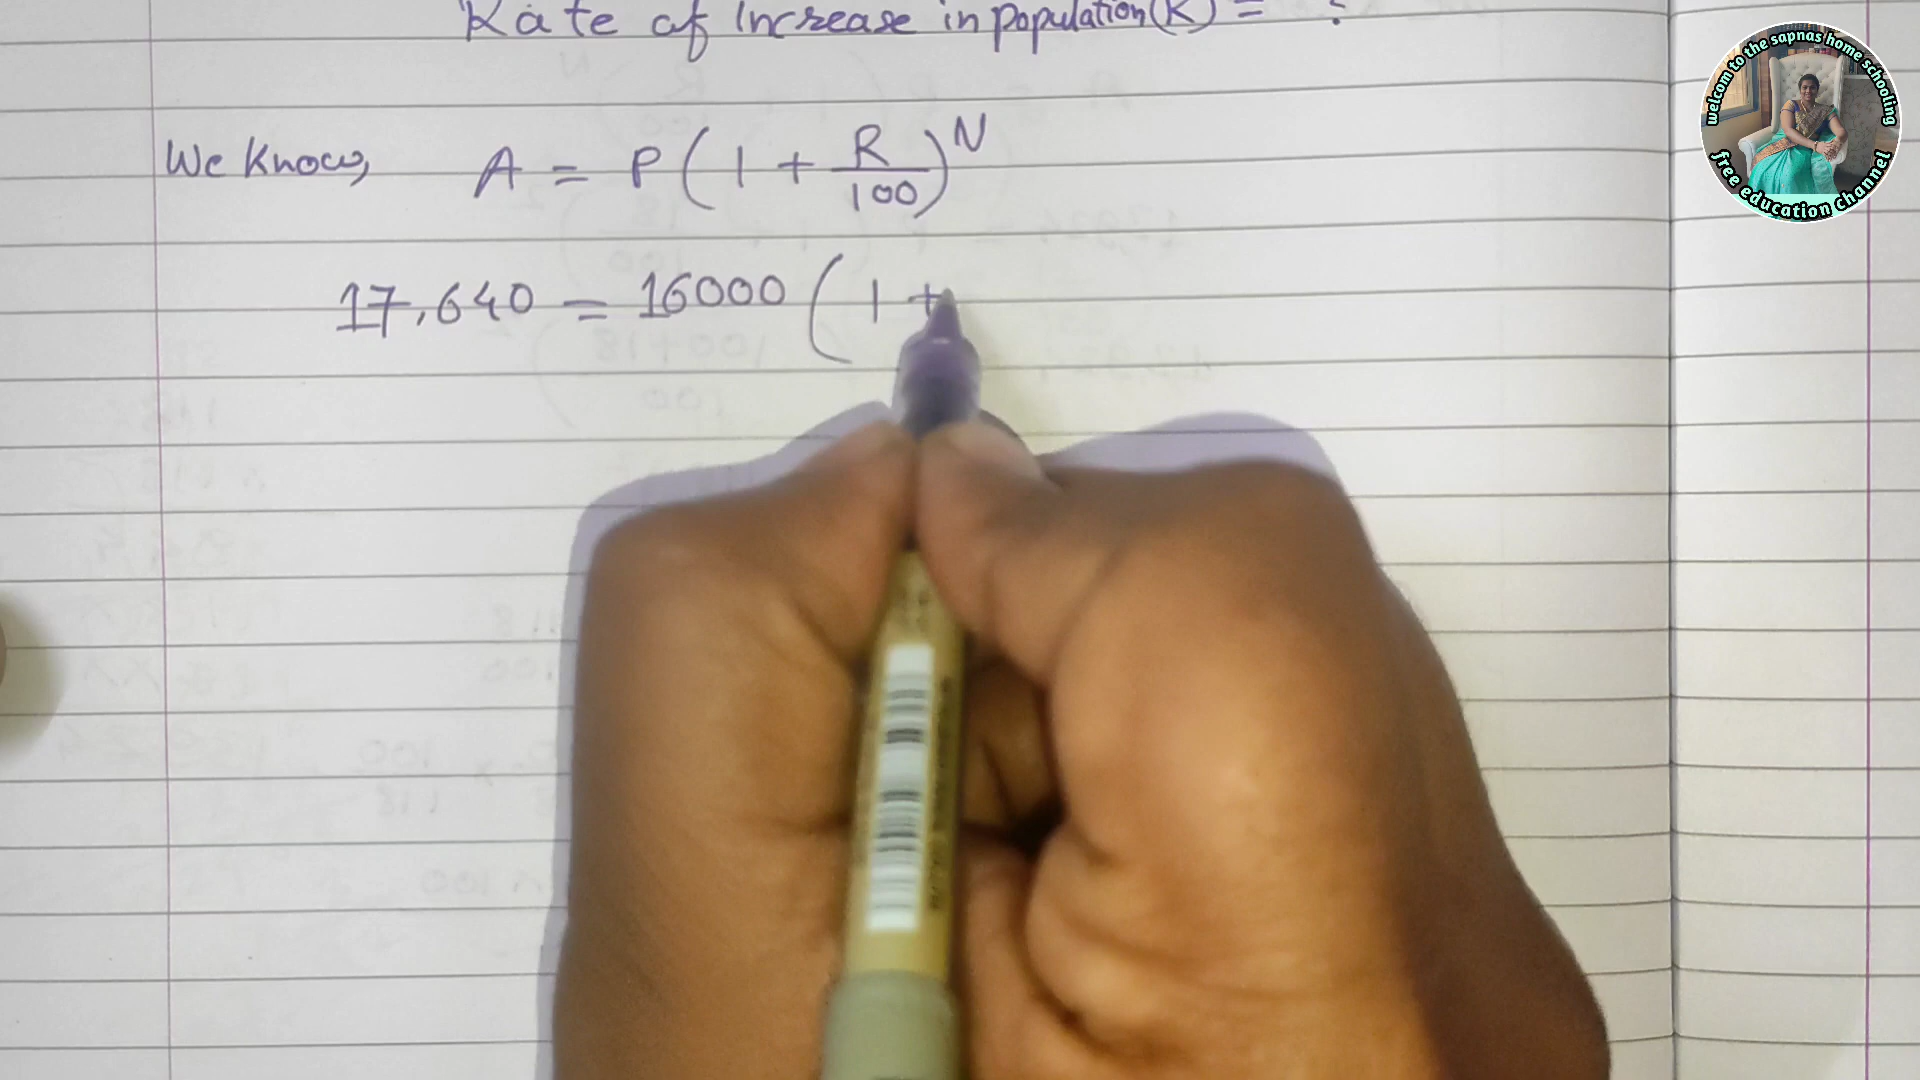 Rate of Increase in population (R) = ?
We Know, A = P ( 1 + R/100 )^N
17,640 = 16000 ( 1 +
welcom to the sapnas home schooling
free education channel